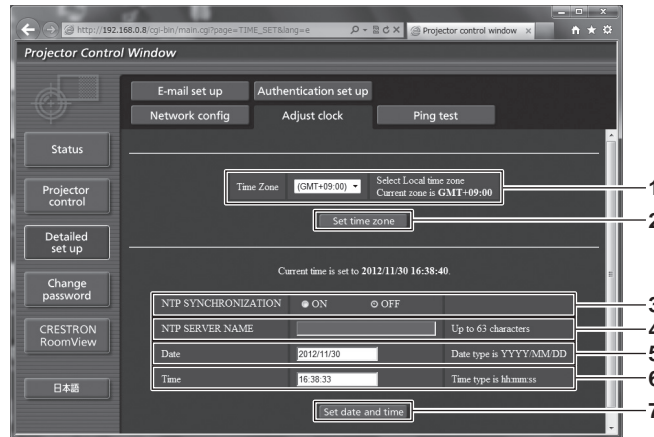 http://192.168.0.8/cgi-bin/main.cgi?page=TIME_SET&lang=e
Projector control window
Projector Control Window
E-mail set up
Authentication set up
Network config
Adjust clock
Ping test
Status
Projector control
Detailed set up
Change password
CRESTRON RoomView
日本語
Time Zone
(GMT+09:00)
Select Local time zone
Current zone is GMT+09:00
1
Set time zone
2
Current time is set to 2012/11/30 16:38:40.
NTP SYNCHRONIZATION ON OFF
3
NTP SERVER NAME Up to 63 characters
4
Date 2012/11/30 Date type is YYYY/MM/DD
5
Time 16:38:33 Time type is hh:mm:ss
6
Set date and time
7